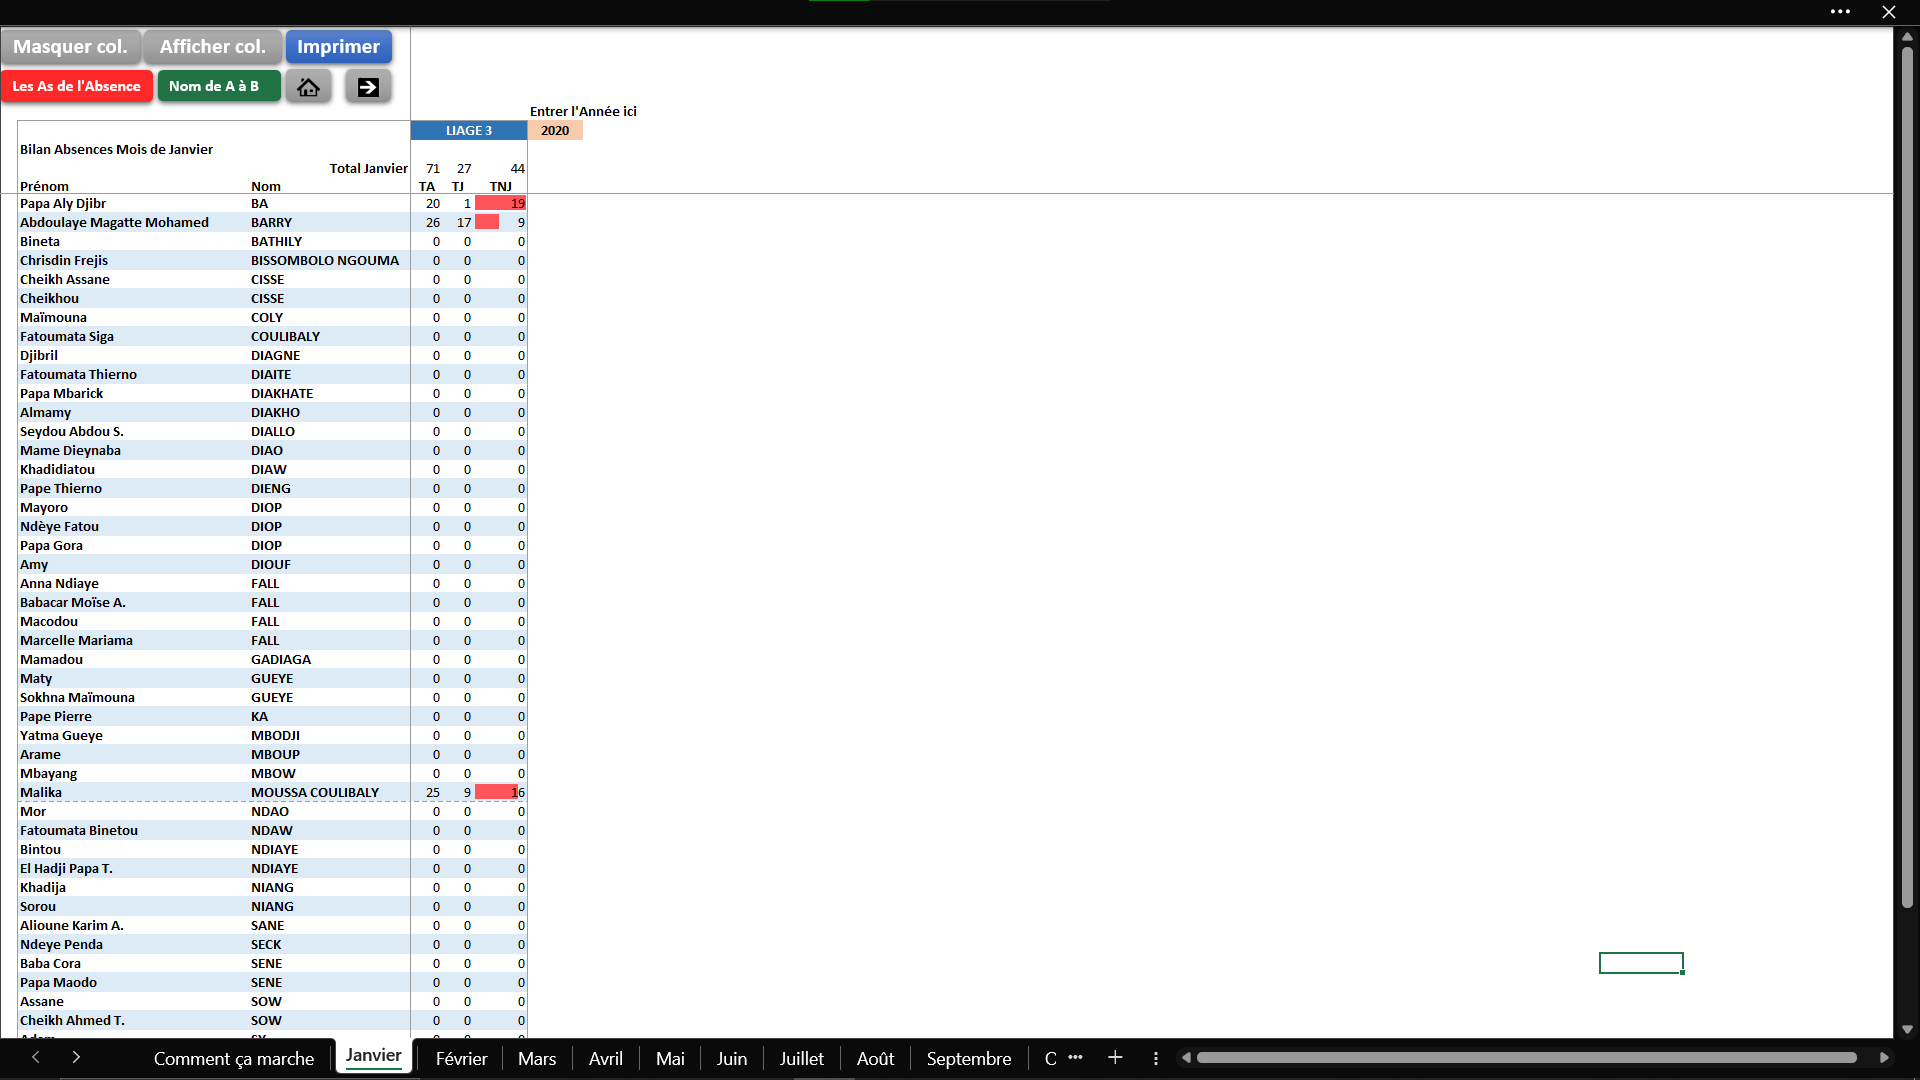 Masquer col. Afficher col. Imprimer
Les As de l'Absence Nom de A à B
Entrer l'Année ici
LIAGE 3 2020
Bilan Absences Mois de Janvier
Total Janvier 71 27 44
Prénom Nom TA TJ TNJ
Papa Aly Djibr BA 20 1 19
Abdoulaye Magatte Mohamed BARRY 26 17 9
Bineta BATHILY 0 0 0
Chrisdin Frejis BISSOMBOLO NGOUMA 0 0 0
Cheikh Assane CISSE 0 0 0
Cheikhou CISSE 0 0 0
Maïmouna COLY 0 0 0
Fatoumata Siga COULIBALY 0 0 0
Djibril DIAGNE 0 0 0
Fatoumata Thierno DIAITE 0 0 0
Papa Mbarick DIAKHATE 0 0 0
Almamy DIAKHO 0 0 0
Seydou Abdou S. DIALLO 0 0 0
Mame Dieynaba DIAO 0 0 0
Khadidiatou DIAW 0 0 0
Pape Thierno DIENG 0 0 0
Mayoro DIOP 0 0 0
Ndèye Fatou DIOP 0 0 0
Papa Gora DIOP 0 0 0
Amy DIOUF 0 0 0
Anna Ndiaye FALL 0 0 0
Babacar Moïse A. FALL 0 0 0
Macodou FALL 0 0 0
Marcelle Mariama FALL 0 0 0
Mamadou GADIAGA 0 0 0
Maty GUEYE 0 0 0
Sokhna Maïmouna GUEYE 0 0 0
Pape Pierre KA 0 0 0
Yatma Gueye MBODJI 0 0 0
Arame MBOUP 0 0 0
Mbayang MBOW 0 0 0
Malika MOUSSA COULIBALY 25 9 16
Mor NDAO 0 0 0
Fatoumata Binetou NDAW 0 0 0
Bintou NDIAYE 0 0 0
El Hadji Papa T. NDIAYE 0 0 0
Khadija NIANG 0 0 0
Sorou NIANG 0 0 0
Alioune Karim A. SANE 0 0 0
Ndeye Penda SECK 0 0 0
Baba Cora SENE 0 0 0
Papa Maodo SENE 0 0 0
Assane SOW 0 0 0
Cheikh Ahmed T. SOW 0 0 0
Comment ça marche Janvier Février Mars Avril Mai Juin Juillet Août Septembre